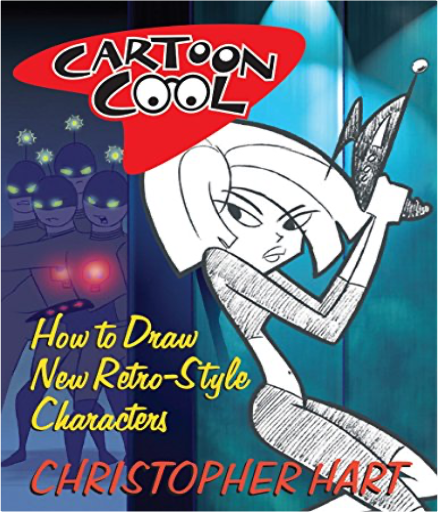 CARTOON
COOL
How to Draw
New Retro-Style
Characters
CHRISTOPHER HART